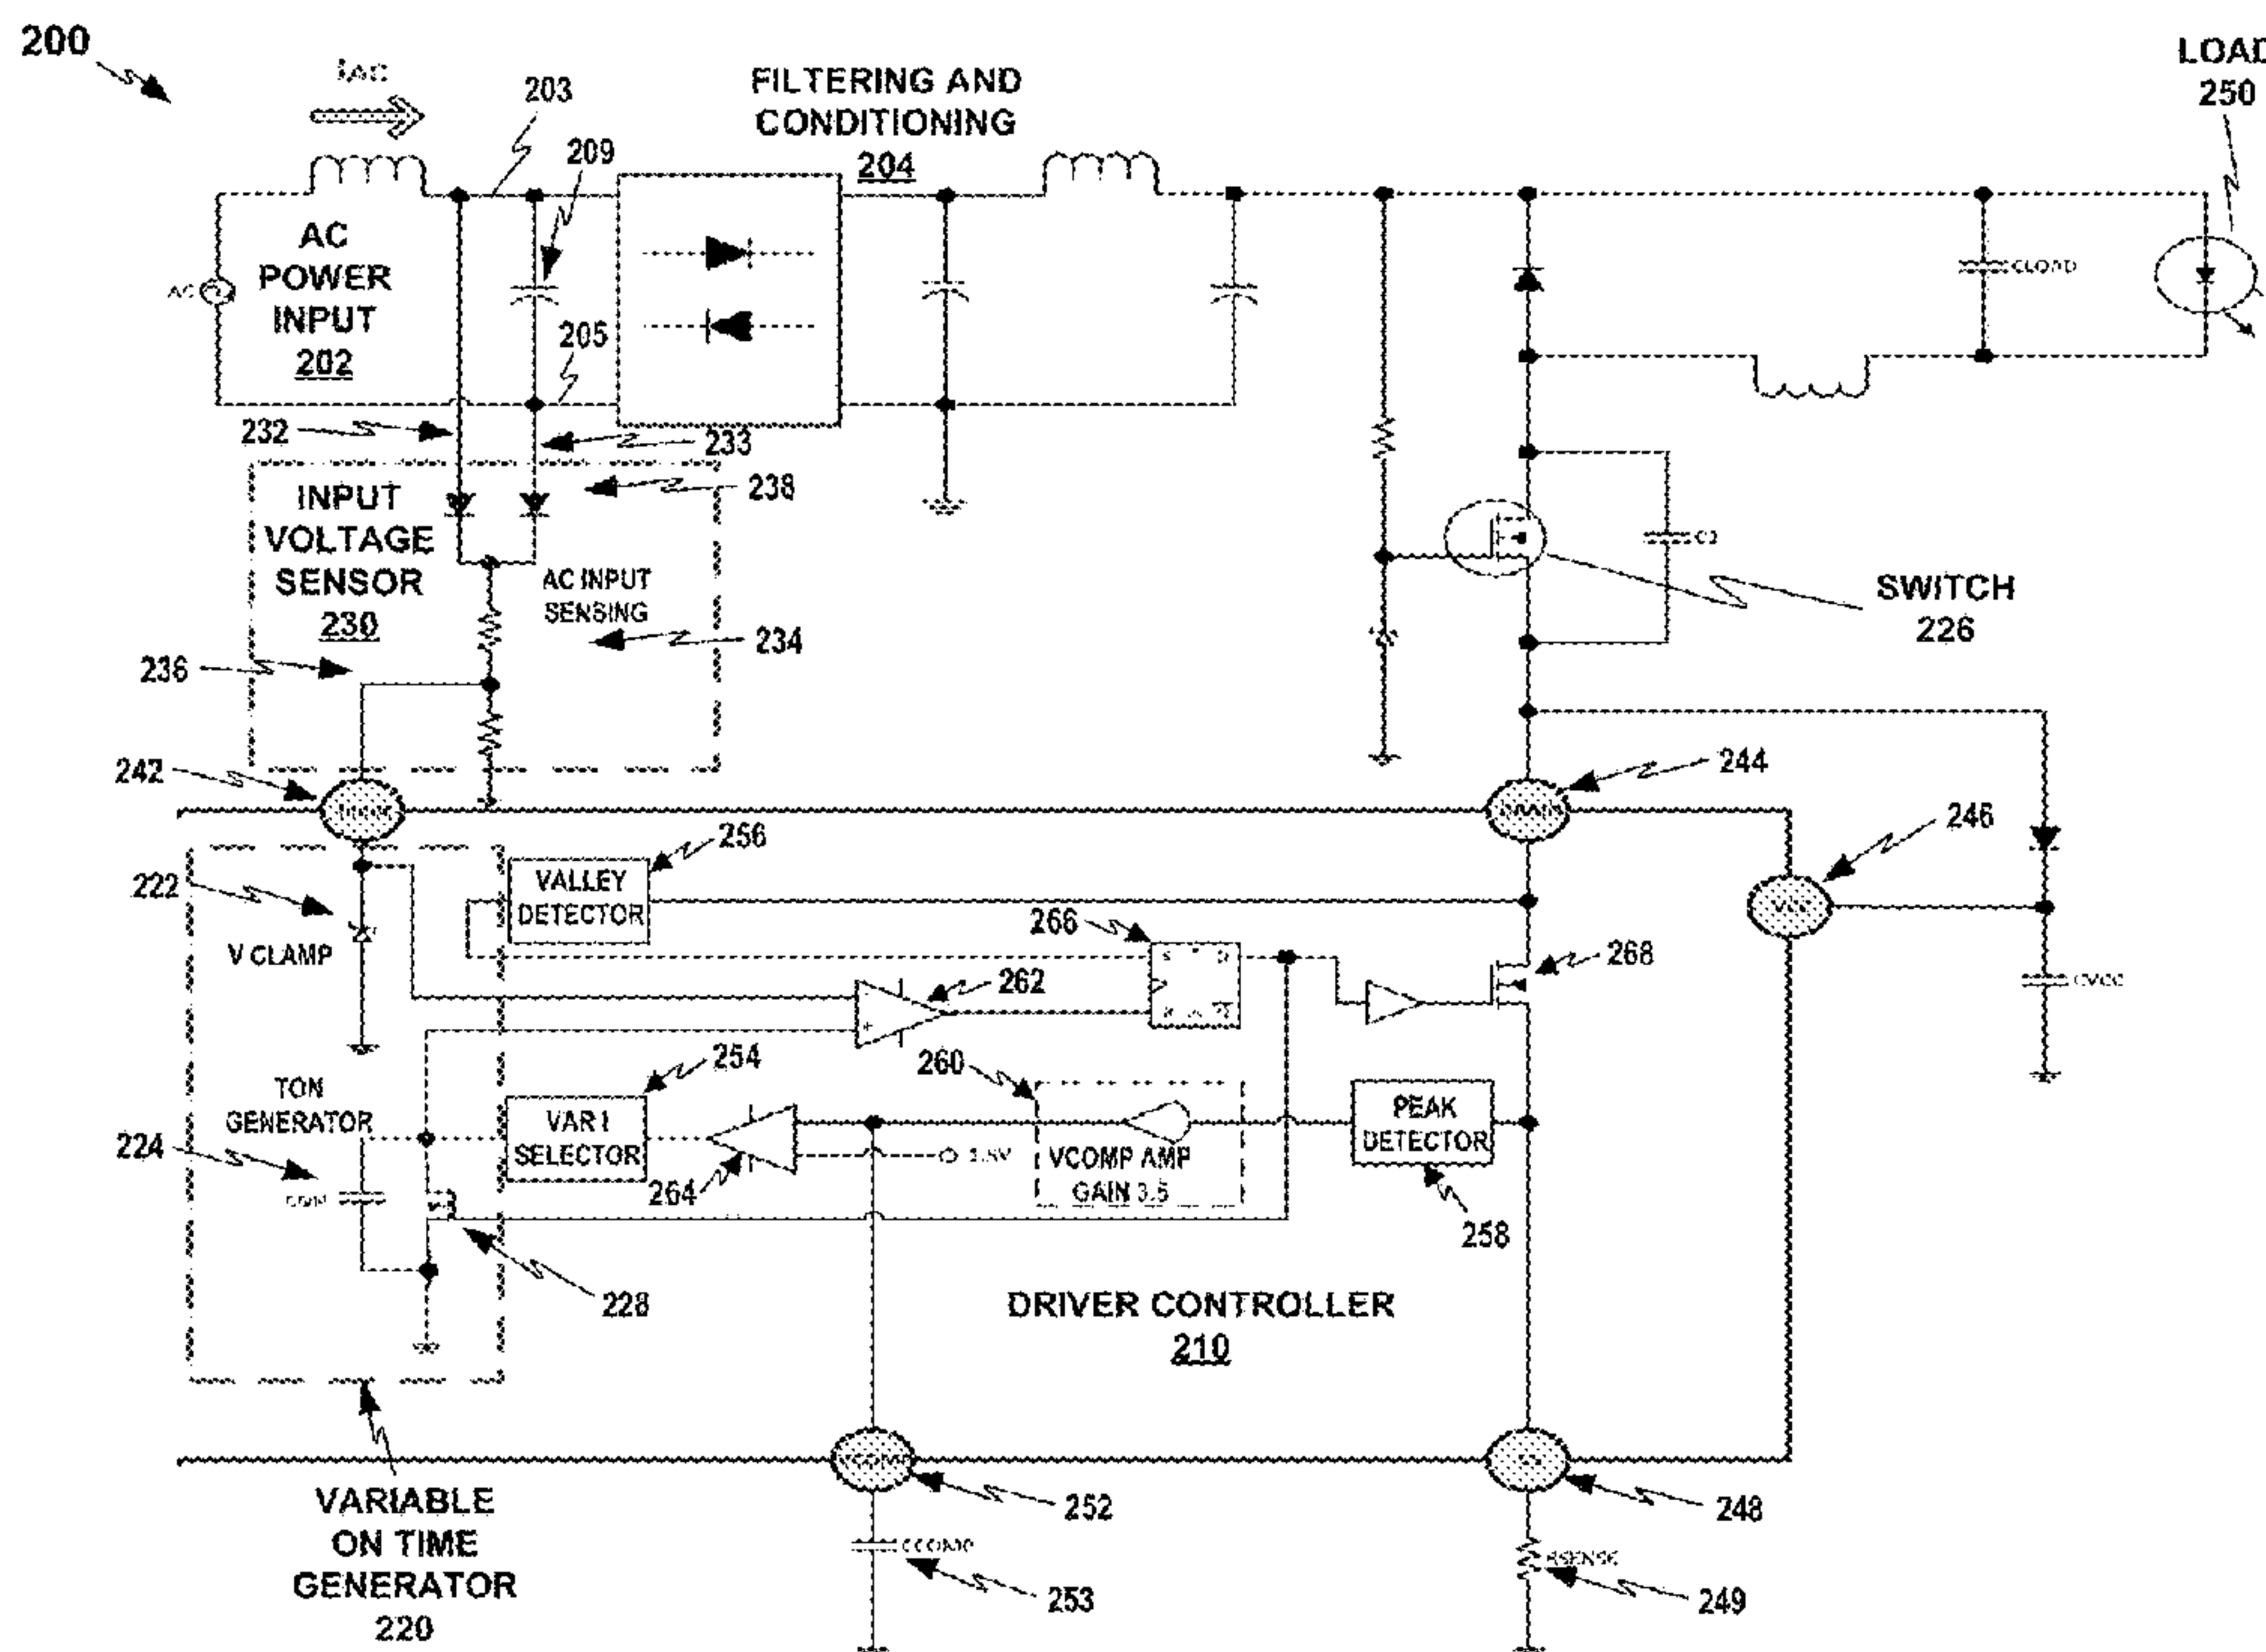 200
IAC
203
209
FILTERING AND
CONDITIONING
204
LOAD
250
AC
AC
POWER
INPUT
202
205
CLOAD
232
233
238
INPUT
VOLTAGE
SENSOR
230
AC INPUT
SENSING
234
236
SWITCH
226
242
244
246
256
VALLEY
DETECTOR
222
V CLAMP
266
S
R
262
268
VCC
CVCC
TON
GENERATOR
254
VAR I
SELECTOR
260
VCOMP AMP
GAIN 3.5
PEAK
DETECTOR
224
264
258
228
DRIVER CONTROLLER
210
VCOMP
252
248
CCOMP
253
RSENSE
249
VARIABLE
ON TIME
GENERATOR
220